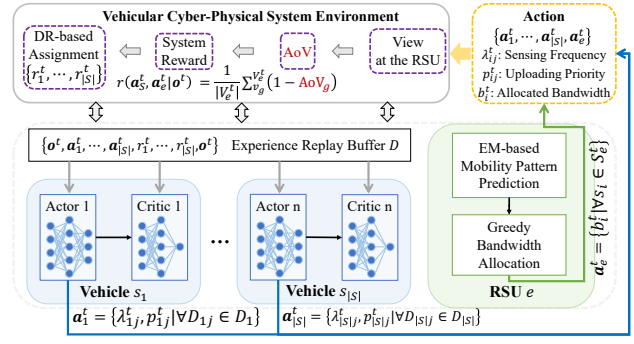 Vehicular Cyber-Physical System Environment
DR-based
Assignment
{r_1^t, ⋯, r_{|S|}^t}
System
Reward
AoV
View
at the RSU
r(𝒂_S^t, 𝒂_e^t|𝒐^t) = 1/|V_e^t| ∑_{v_g}^{V_e^t} (1 − AoV_g)
Action
{𝒂_1^t, ⋯, 𝒂_{|S|}^t, 𝒂_e^t}
λ_{ij}^t: Sensing Frequency
p_{ij}^t: Uploading Priority
b_i^t: Allocated Bandwidth
{𝒐^t, 𝒂_1^t, ⋯, 𝒂_{|S|}^t, r_1^t, ⋯, r_{|S|}^t, 𝒐^t} Experience Replay Buffer D
Actor 1
Critic 1
...
Actor n
Critic n
Vehicle s_1
Vehicle s_{|S|}
EM-based
Mobility Pattern
Prediction
Greedy
Bandwidth
Allocation
RSU e
𝒂_e^t = {b_i^t|∀s_i ∈ S_e^t}
𝒂_1^t = {λ_{1j}^t, p_{1j}^t|∀D_{1j} ∈ D_1}
𝒂_{|S|}^t = {λ_{|S|j}^t, p_{|S|j}^t|∀D_{|S|j} ∈ D_{|S|}}